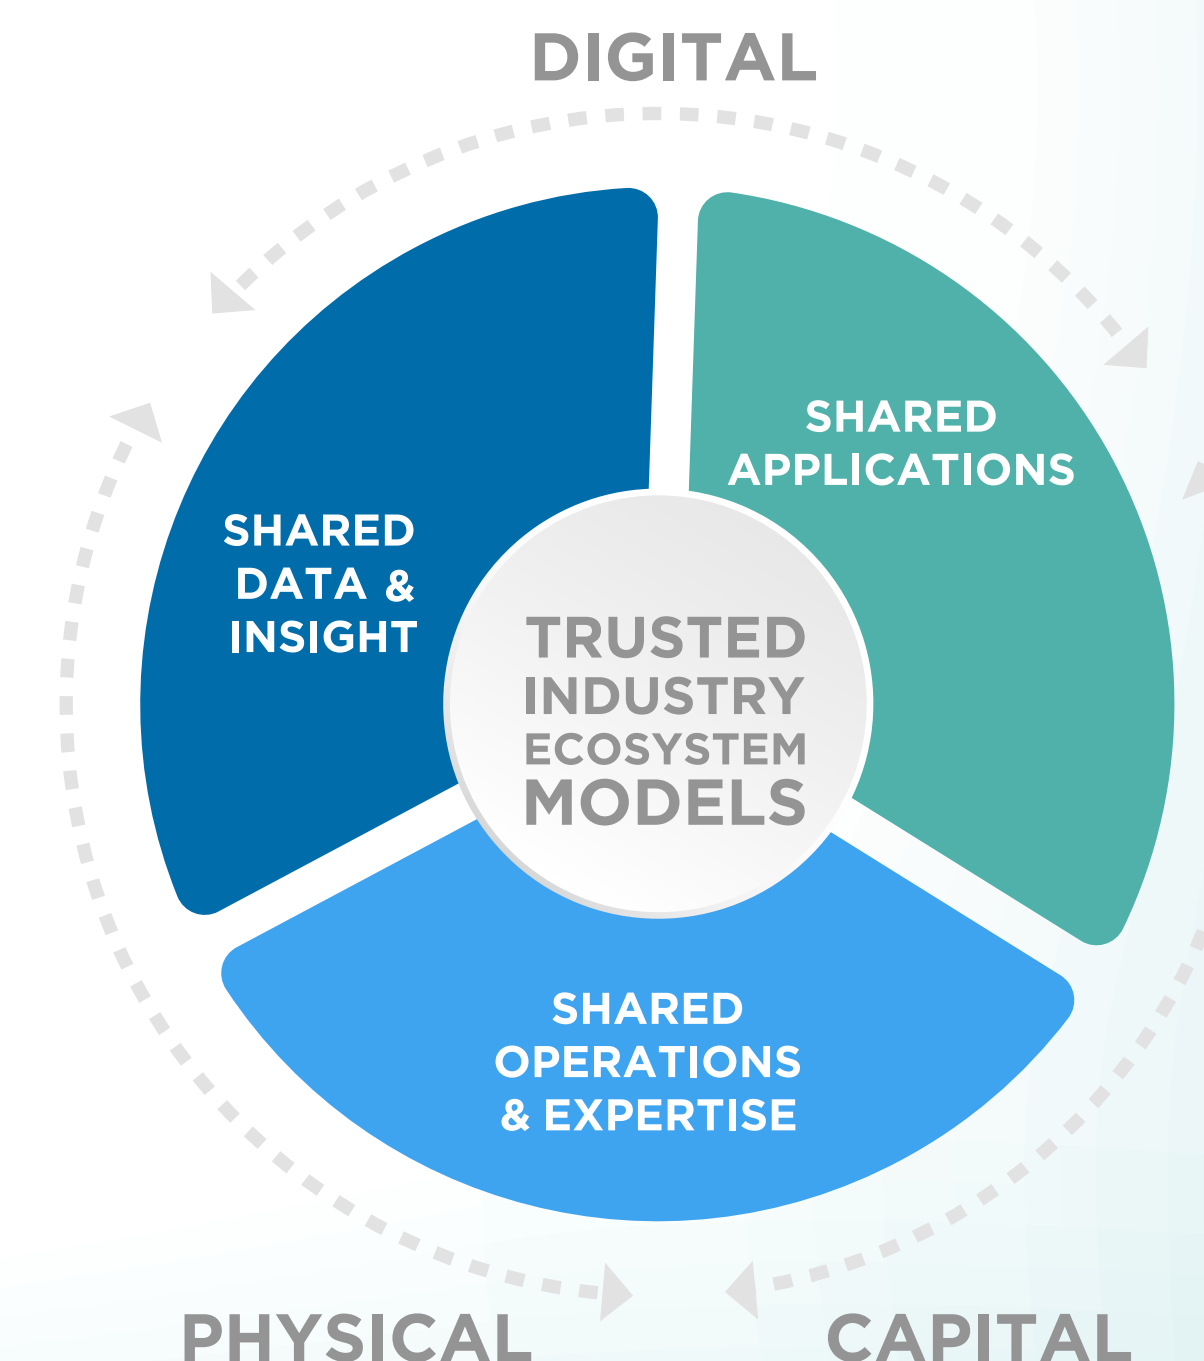 DIGITAL
SHARED
APPLICATIONS
SHARED
DATA &
INSIGHT
TRUSTED
INDUSTRY
ECOSYSTEM
MODELS
SHARED
OPERATIONS
& EXPERTISE
PHYSICAL
CAPITAL